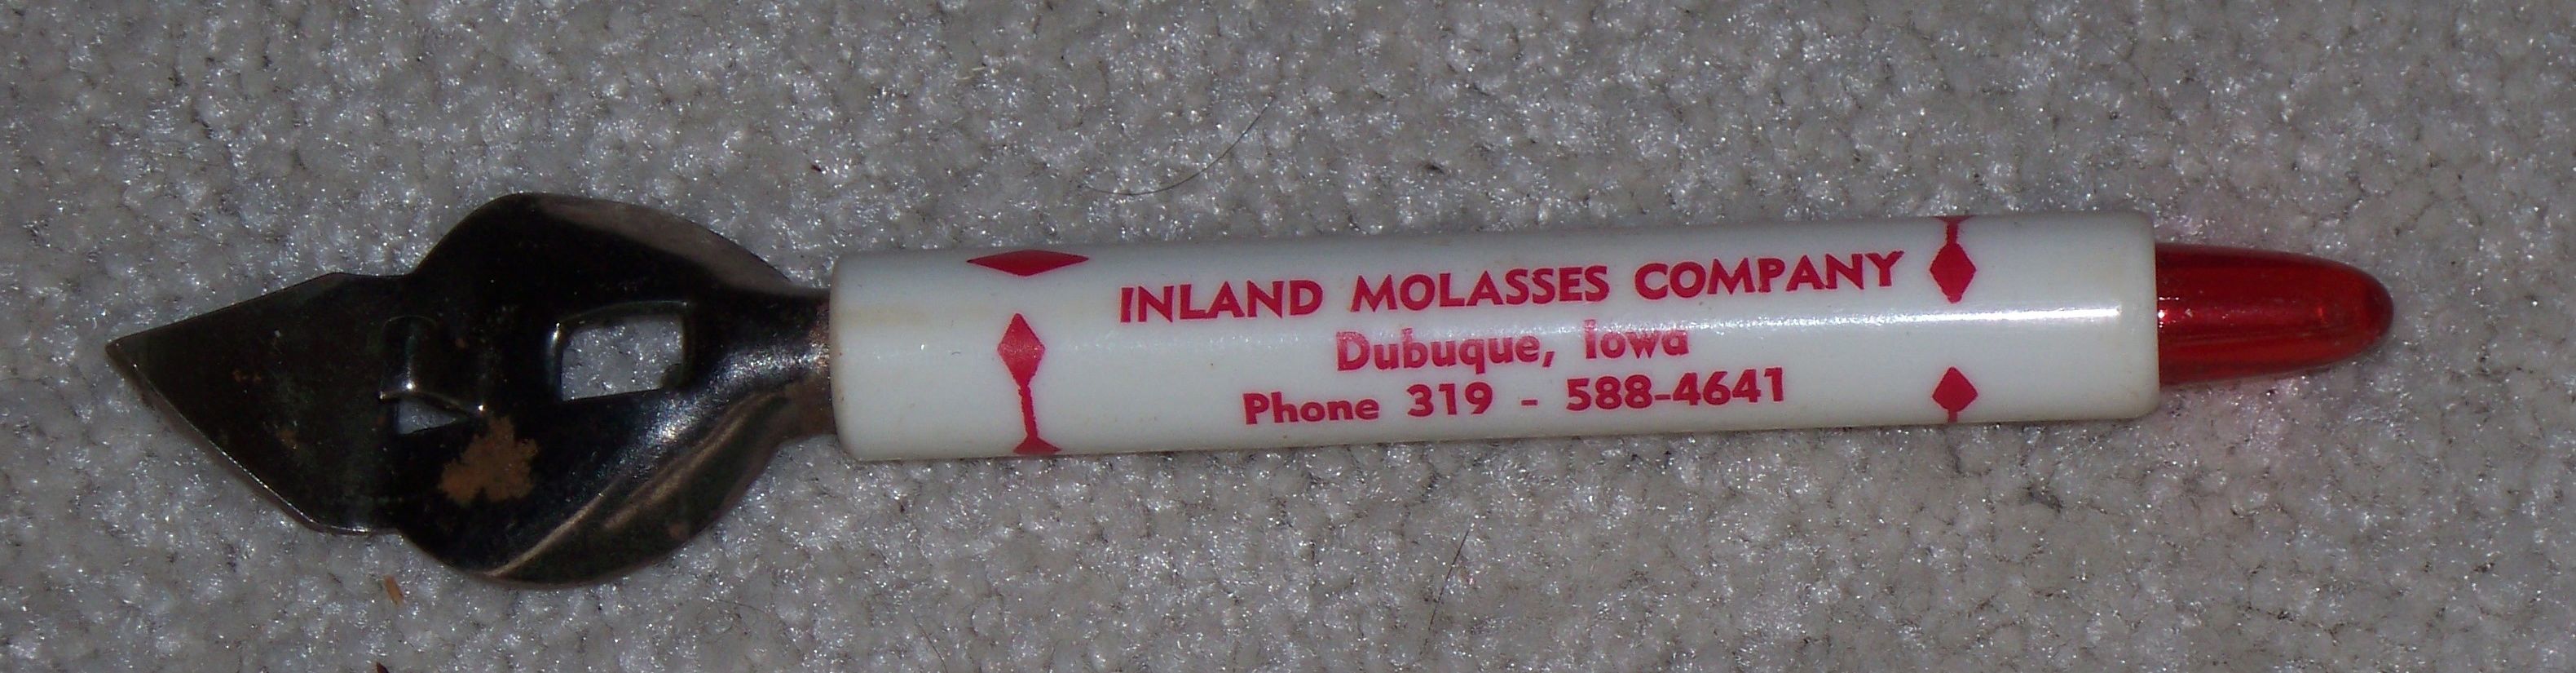 INLAND MOLASSES COMPANY
Dubuque, Iowa
Phone 319 - 588-4641